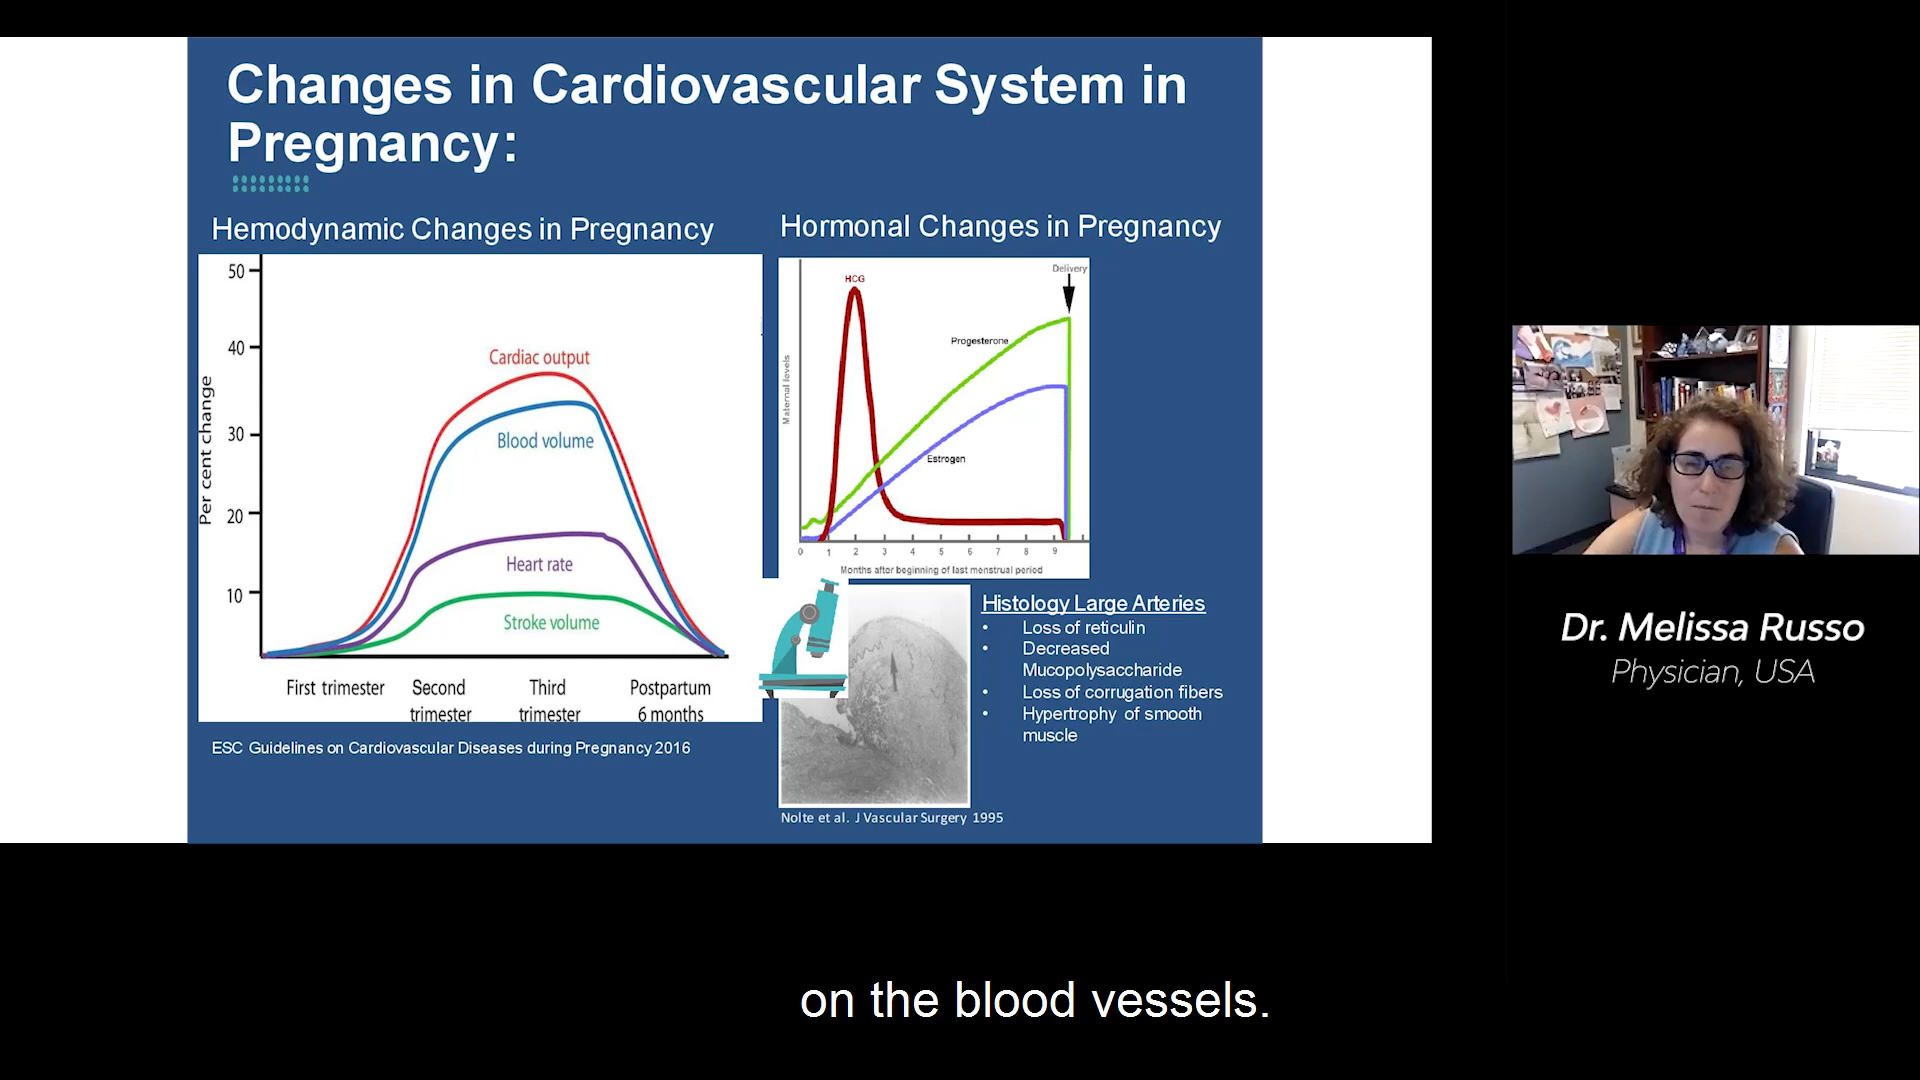 Changes in Cardiovascular System in
Pregnancy:
Hemodynamic Changes in Pregnancy
50
40
30
20
10
Per cent change
Cardiac output
Blood volume
Heart rate
Stroke volume
First trimester
Second
trimester
Third
trimester
Postpartum
6 months
ESC Guidelines on Cardiovascular Diseases during Pregnancy 2016
Hormonal Changes in Pregnancy
HCG
Delivery
Progesterone
Estrogen
Maternal levels
0 1 2 3 4 5 6 7 8 9
Months after beginning of last menstrual period
Histology Large Arteries
• Loss of reticulin
• Decreased
Mucopolysaccharide
• Loss of corrugation fibers
• Hypertrophy of smooth
muscle
Nolte et al. J Vascular Surgery 1995
Dr. Melissa Russo
Physician, USA
on the blood vessels.